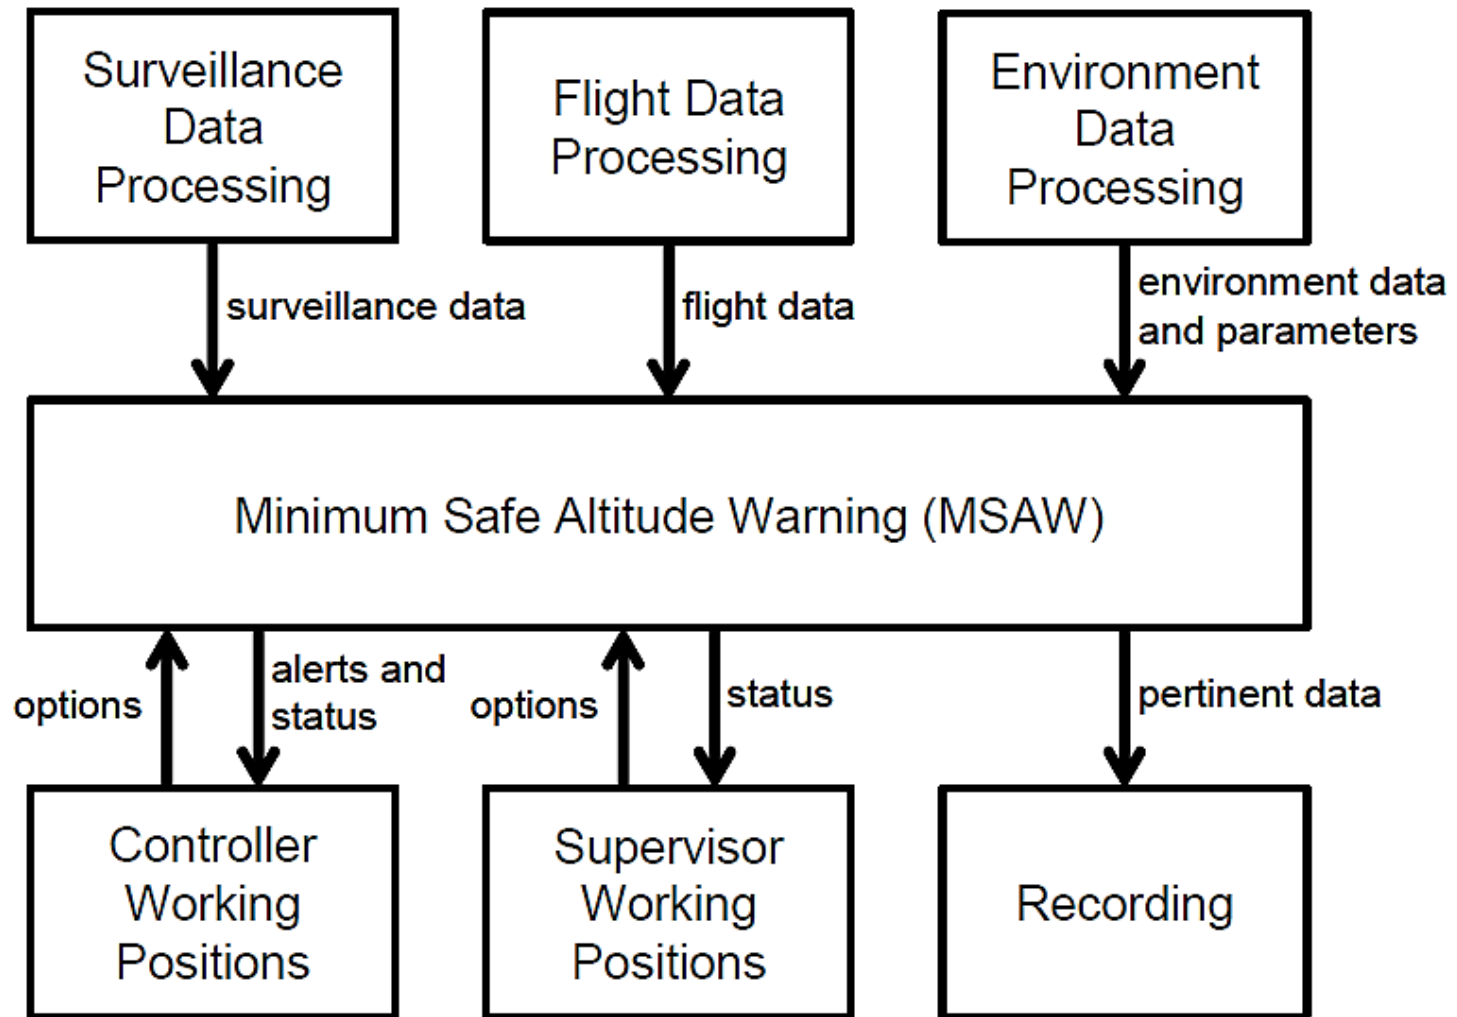 Surveillance
Data
Processing
Flight Data
Processing
Environment
Data
Processing
surveillance data
flight data
environment data
and parameters
Minimum Safe Altitude Warning (MSAW)
options
alerts and
status
options
status
pertinent data
Controller
Working
Positions
Supervisor
Working
Positions
Recording